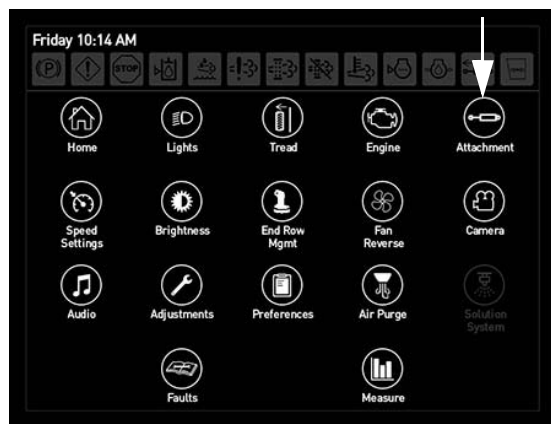 Friday 10:14 AM
(P)
STOP
Home
Lights
Tread
Engine
Attachment
Speed
Settings
Brightness
End Row
Mgmt
Fan
Reverse
Camera
Audio
Adjustments
Preferences
Air Purge
Solution
System
Faults
Measure